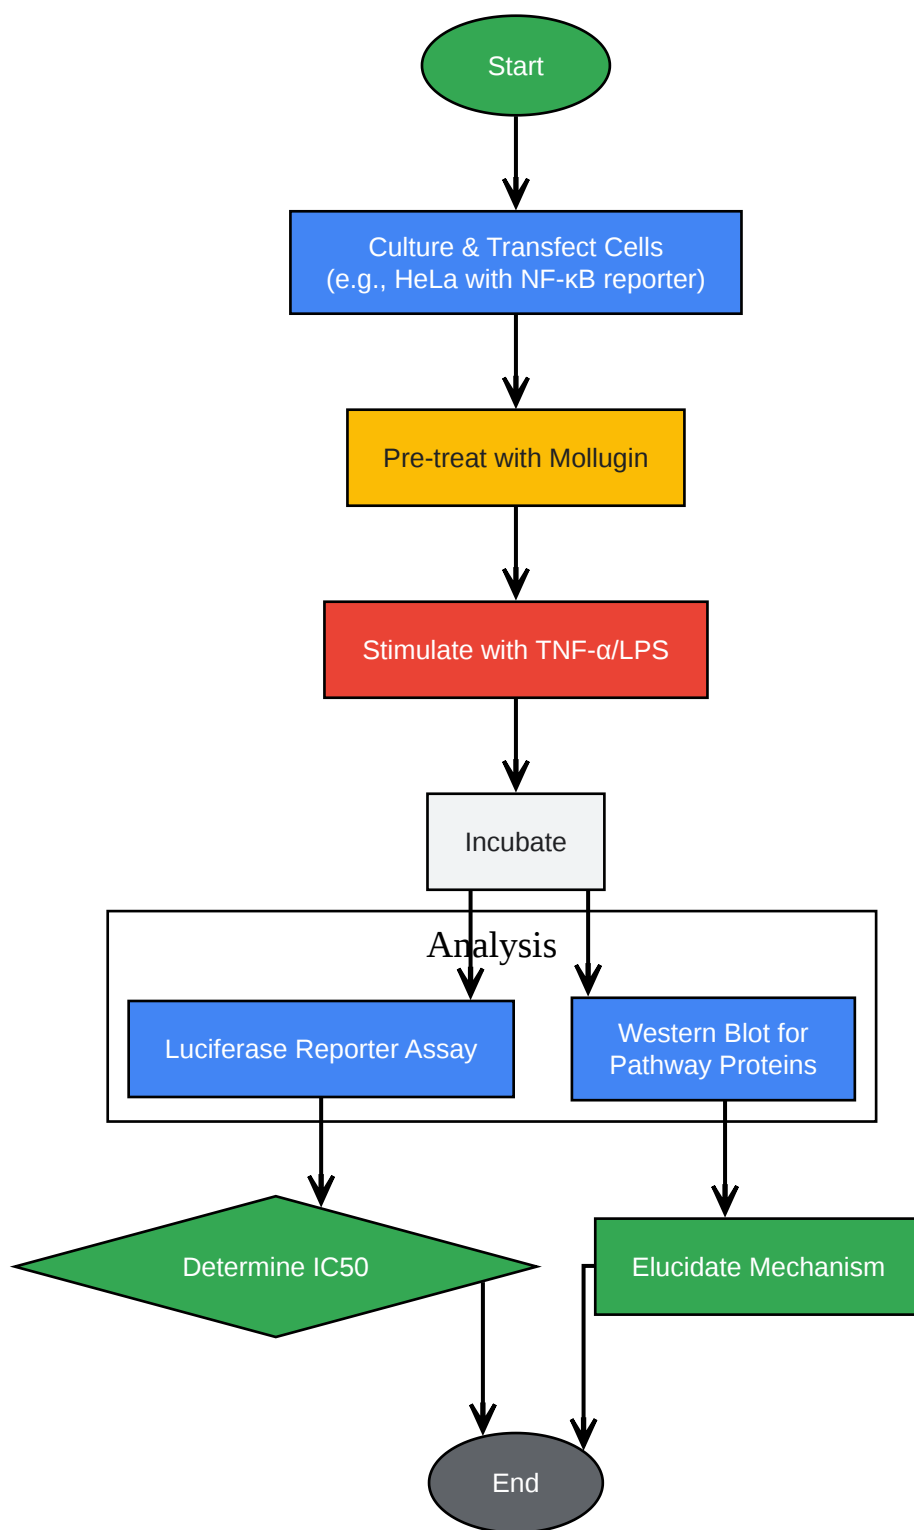 Start
Culture & Transfect Cells
(e.g., HeLa with NF-κB reporter)
Pre-treat with Mollugin
Stimulate with TNF-α/LPS
Incubate
Analysis
Luciferase Reporter Assay
Western Blot for
Pathway Proteins
Determine IC50
Elucidate Mechanism
End